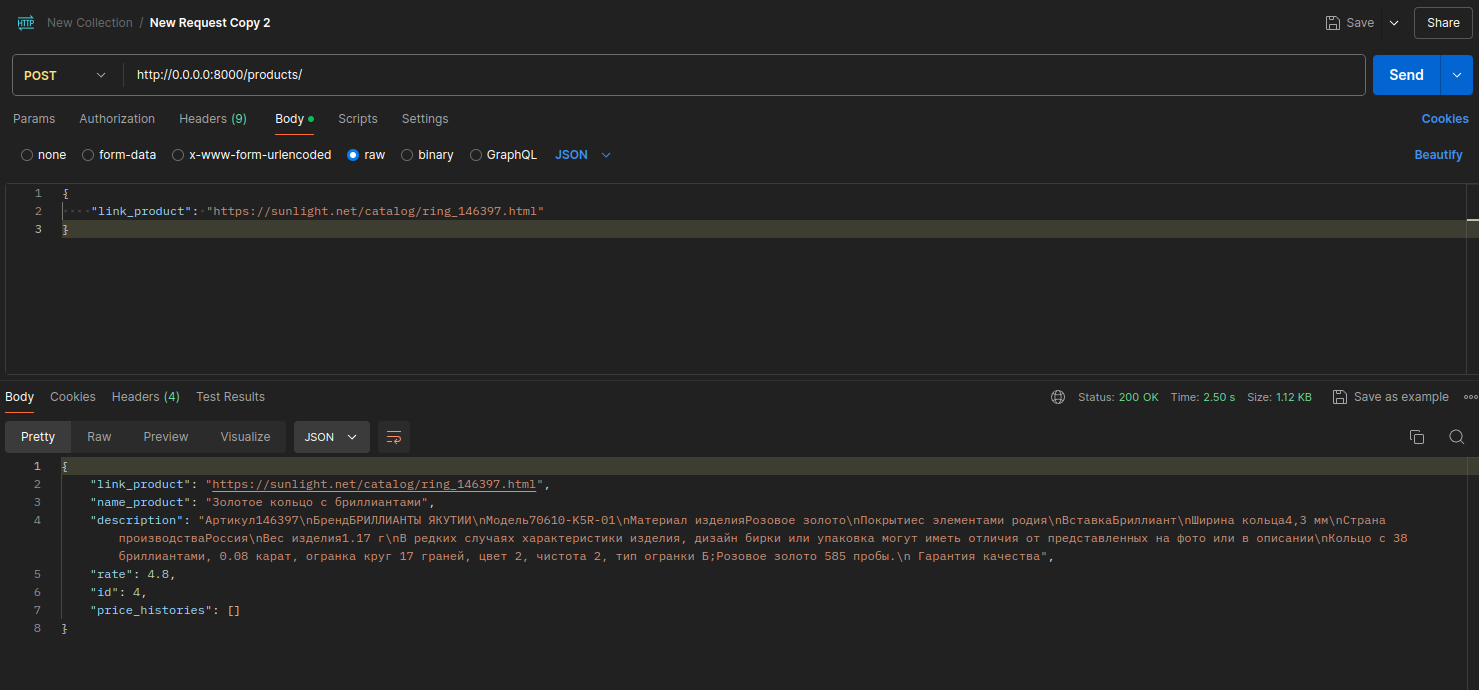 HTTP New Collection / New Request Copy 2 Save Share
POST http://0.0.0.0:8000/products/ Send
Params Authorization Headers (9) Body Scripts Settings Cookies
none form-data x-www-form-urlencoded raw binary GraphQL JSON Beautify
1 {
2 "link_product": "https://sunlight.net/catalog/ring_146397.html"
3 }
Body Cookies Headers (4) Test Results Status: 200 OK Time: 2.50 s Size: 1.12 KB Save as example
Pretty Raw Preview Visualize JSON
1 {
2 "link_product": "https://sunlight.net/catalog/ring_146397.html",
3 "name_product": "Золотое кольцо с бриллиантами",
4 "description": "Артикул146397\nБрендБРИЛЛИАНТЫ ЯКУТИИ\nМодель70610-K5R-01\nМатериал изделияРозовое золото\nПокрытиес элементами родия\nВставкаБриллиант\nШирина кольца4,3 мм\nСтрана
производстваРоссия\nВес изделия1.17 г\nВ редких случаях характеристики изделия, дизайн бирки или упаковка могут иметь отличия от представленных на фото или в описании\nКольцо с 38
бриллиантами, 0.08 карат, огранка круг 17 граней, цвет 2, чистота 2, тип огранки Б;Розовое золото 585 пробы.\n Гарантия качества",
5 "rate": 4.8,
6 "id": 4,
7 "price_histories": []
8 }